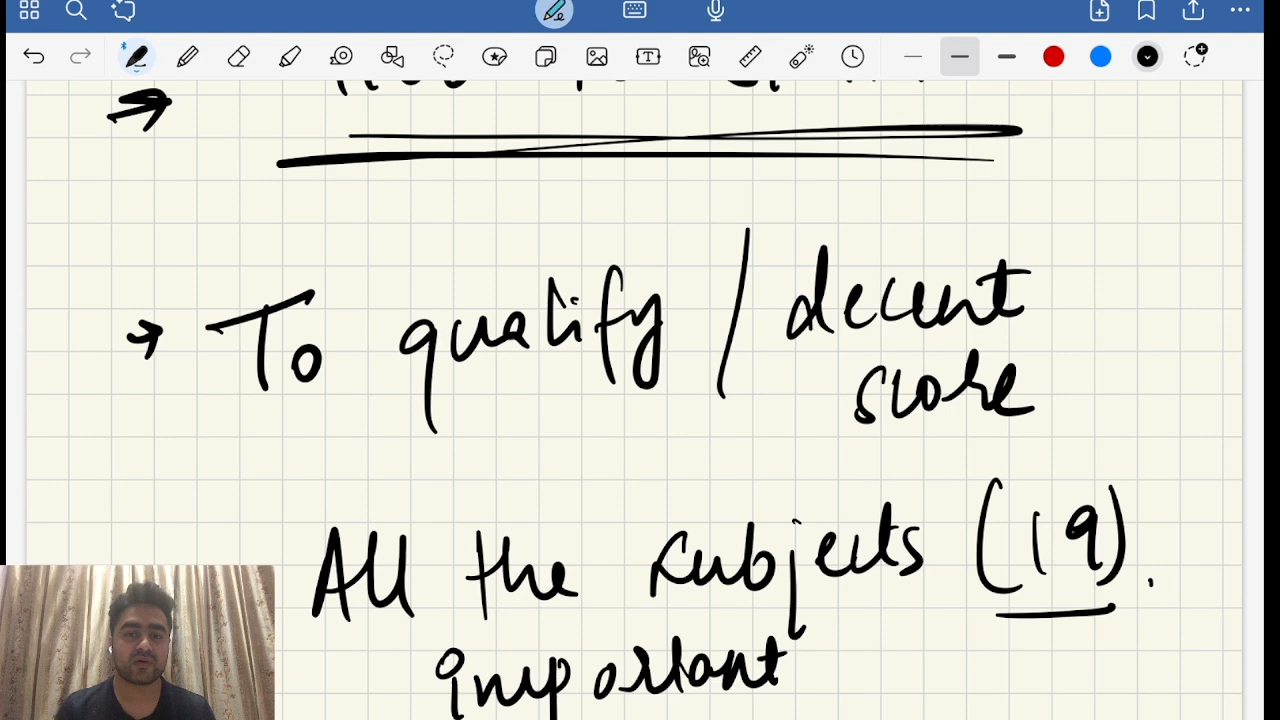 → To qualify / decent
score
All the subjects (19).
important